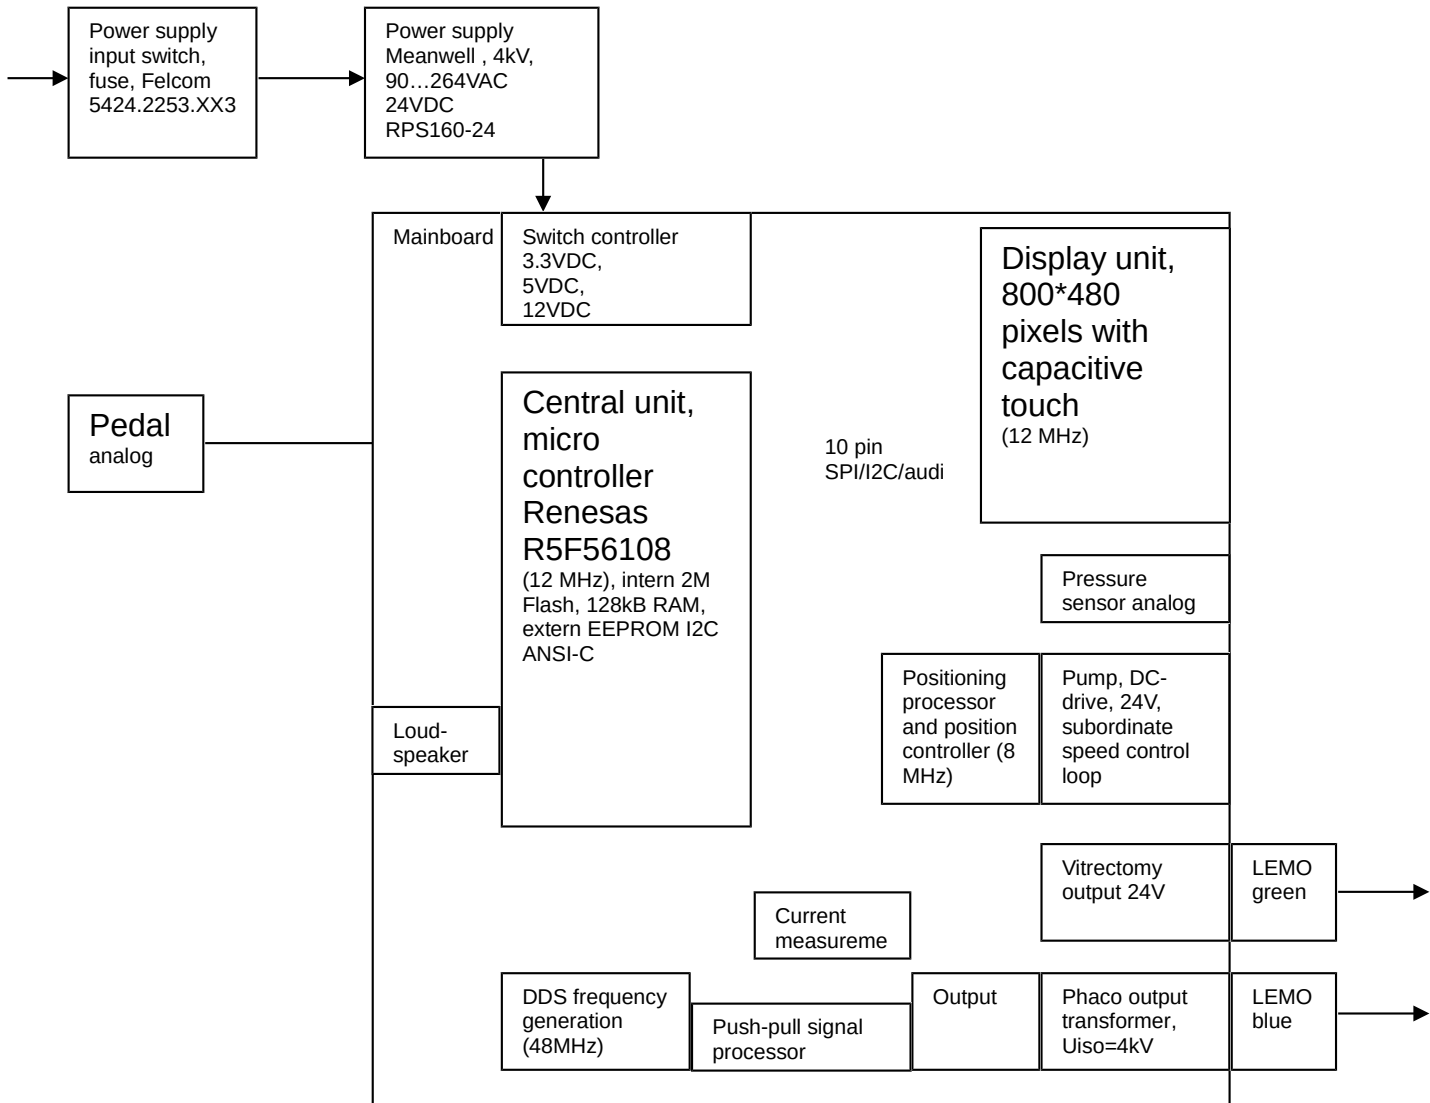 Power supply
input switch,
fuse, Felcom
5424.2253.XX3
Power supply
Meanwell , 4kV,
90…264VAC
24VDC
RPS160-24
Mainboard
Switch controller
3.3VDC,
5VDC,
12VDC
Display unit,
800*480
pixels with
capacitive
touch
(12 MHz)
Pedal
analog
Central unit,
micro
controller
Renesas
R5F56108
(12 MHz), intern 2M
Flash, 128kB RAM,
extern EEPROM I2C
ANSI-C
10 pin
SPI/I2C/audi
Pressure
sensor analog
Positioning
processor
and position
controller (8
MHz)
Pump, DC-
drive, 24V,
subordinate
speed control
loop
Loud-
speaker
Vitrectomy
output 24V
LEMO
green
Current
measureme
DDS frequency
generation
(48MHz)
Push-pull signal
processor
Output
Phaco output
transformer,
Uiso=4kV
LEMO
blue